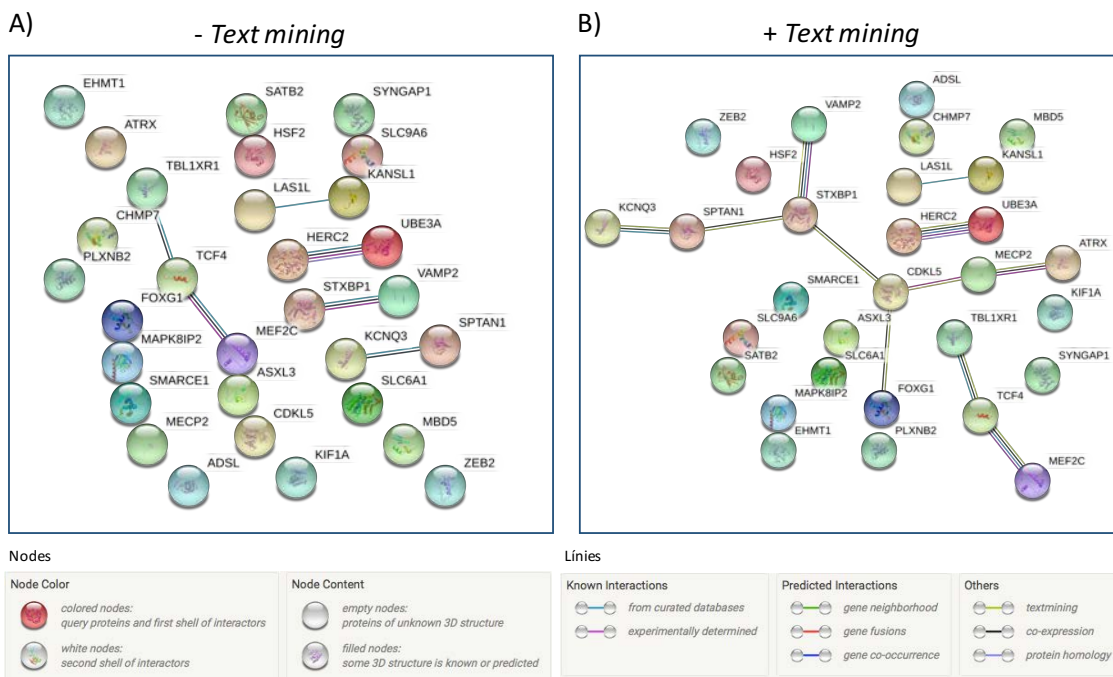 A)
- Text mining
EHMT1
SATB2
SYNGAP1
ATRX
HSF2
SLC9A6
TBL1XR1
KANSL1
LAS1L
CHMP7
UBE3A
HERC2
PLXNB2
TCF4
VAMP2
STXBP1
FOXG1
MEF2C
SPTAN1
KCNQ3
MAPK8IP2
ASXL3
SMARCE1
SLC6A1
CDKL5
MECP2
MBD5
ADSL
KIF1A
ZEB2
B)
+ Text mining
ADSL
VAMP2
ZEB2
CHMP7
MBD5
HSF2
LAS1L
KANSL1
STXBP1
KCNQ3
SPTAN1
UBE3A
HERC2
MECP2
ATRX
CDKL5
SMARCE1
KIF1A
SLC9A6
ASXL3
TBL1XR1
SATB2
SLC6A1
SYNGAP1
MAPK8IP2
FOXG1
TCF4
EHMT1
PLXNB2
MEF2C
Nodes
Node Color
colored nodes:
query proteins and first shell of interactors
white nodes:
second shell of interactors
Node Content
empty nodes:
proteins of unknown 3D structure
filled nodes:
some 3D structure is known or predicted
Línies
Known Interactions
from curated databases
experimentally determined
Predicted Interactions
gene neighborhood
gene fusions
gene co-occurrence
Others
textmining
co-expression
protein homology